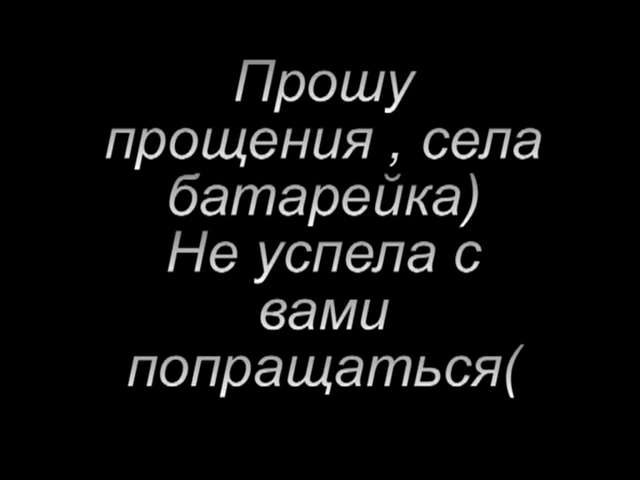 Прошу
прощения , села
батарейка)
Не успела с
вами
попращаться(